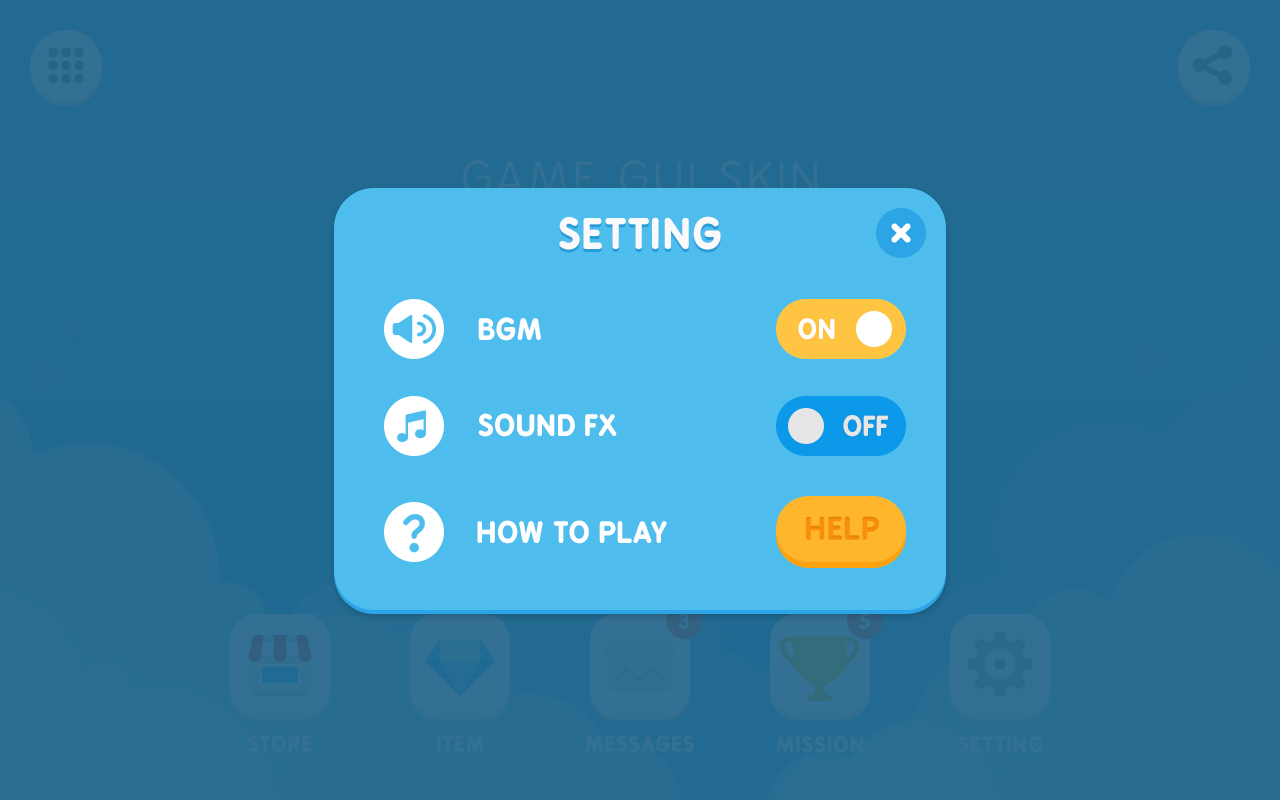 GAME GUI SKIN
SETTING
BGM ON
SOUND FX OFF
HOW TO PLAY HELP
3 5
STORE ITEM MESSAGES MISSION SETTING